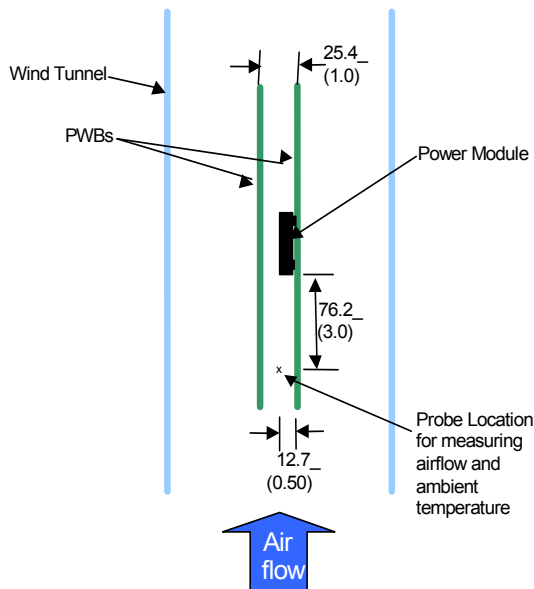 25.4_
(1.0)
Wind Tunnel
PWBs
Power Module
76.2_
(3.0)
x
Probe Location
for measuring
airflow and
ambient
temperature
12.7_
(0.50)
Air
flow